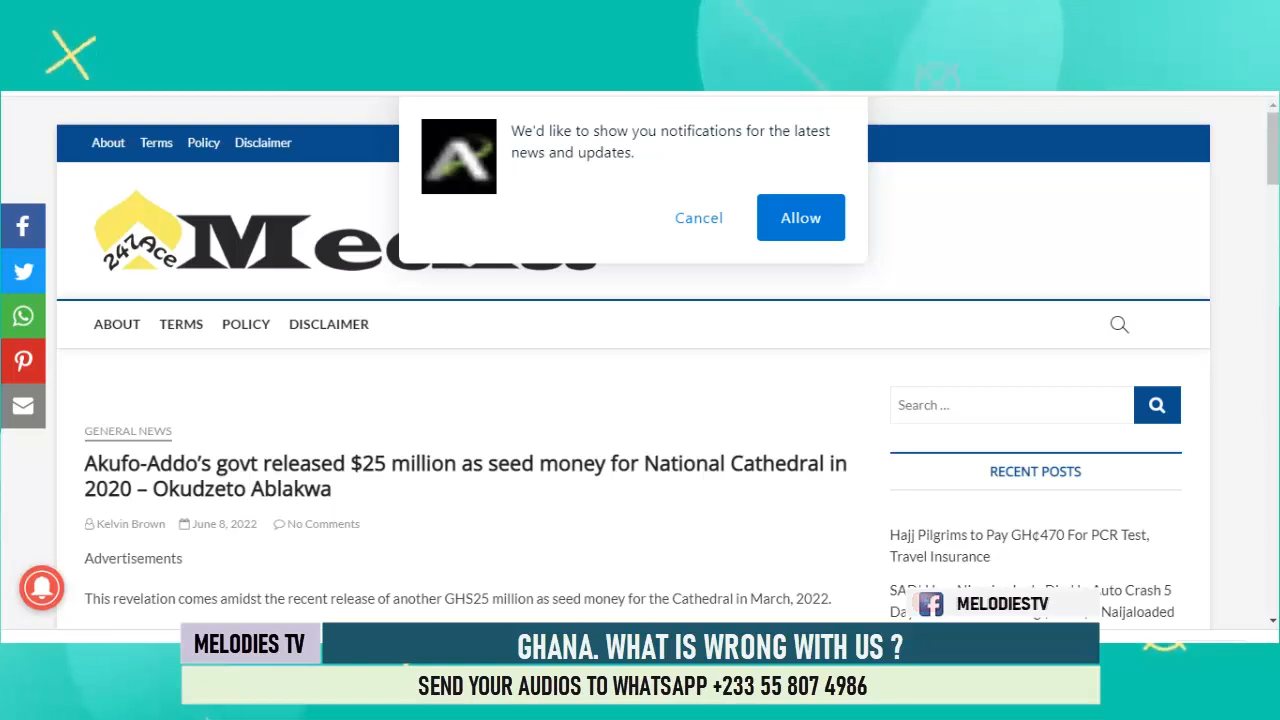 We'd like to show you notifications for the latest
news and updates.
Cancel
Allow
About Terms Policy Disclaimer
24/7Ace
ABOUT TERMS POLICY DISCLAIMER
Search …
GENERAL NEWS
Akufo-Addo's govt released $25 million as seed money for National Cathedral in
2020 – Okudzeto Ablakwa
Kelvin Brown June 8, 2022 No Comments
Advertisements
This revelation comes amidst the recent release of another GHS25 million as seed money for the Cathedral in March, 2022.
RECENT POSTS
Hajj Pilgrims to Pay GH¢470 For PCR Test,
Travel Insurance
Auto Crash 5
Naijaloaded
MELODIESTV
MELODIES TV
GHANA. WHAT IS WRONG WITH US ?
SEND YOUR AUDIOS TO WHATSAPP +233 55 807 4986